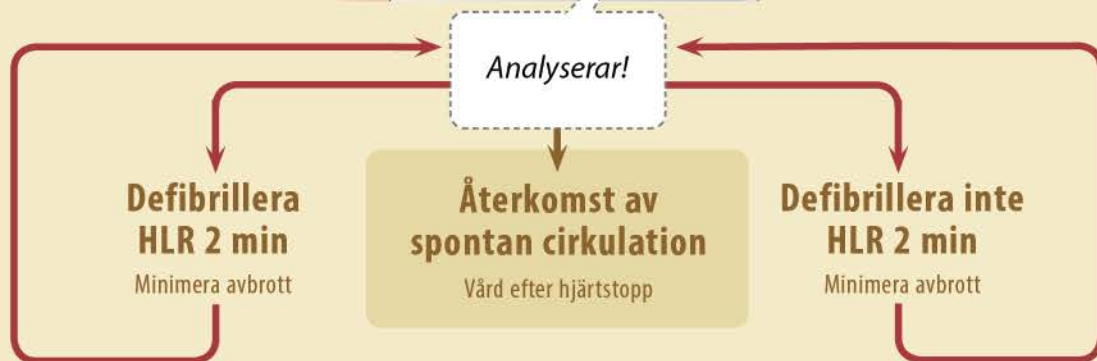 Analyserar!
Defibrillera
HLR 2 min
Minimera avbrott
Återkomst av
spontan cirkulation
Vård efter hjärtstopp
Defibrillera inte
HLR 2 min
Minimera avbrott